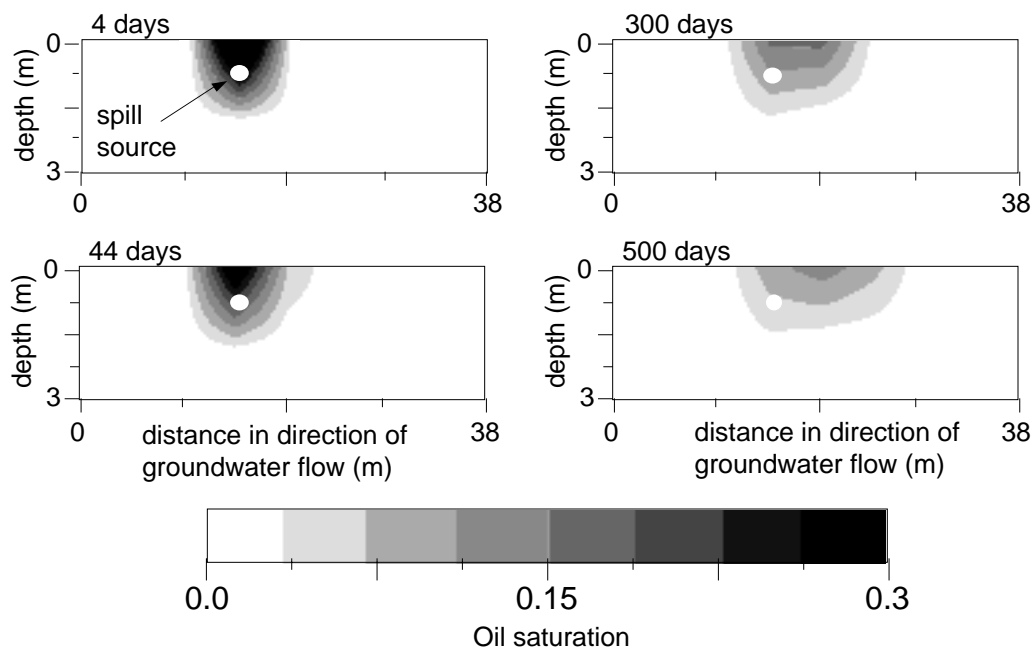 4 days
0
depth (m)
spill
source
3
0
38
300 days
0
depth (m)
3
0
38
44 days
0
depth (m)
3
0
38
distance in direction of
groundwater flow (m)
500 days
0
depth (m)
3
0
38
distance in direction of
groundwater flow (m)
0.0
0.15
0.3
Oil saturation